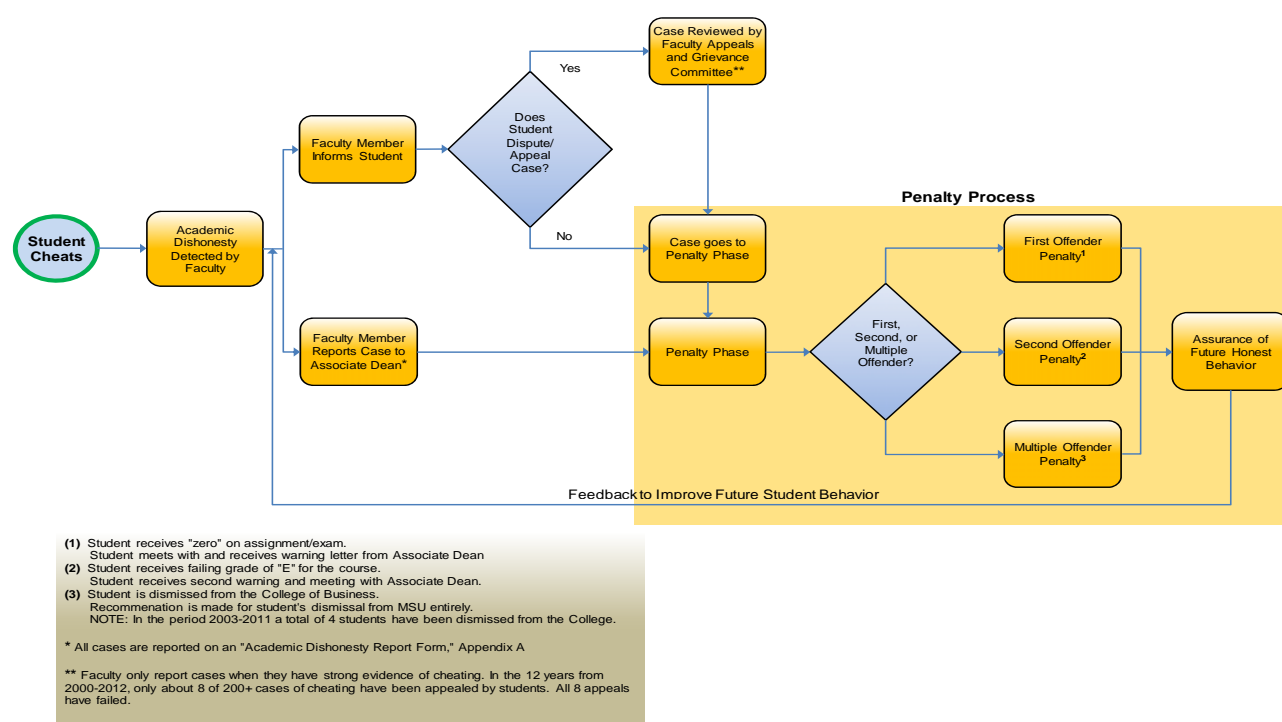 Case Reviewed by
Faculty Appeals
and Grievance
Committee**
Yes
Does
Student
Dispute/
Appeal
Case?
Faculty Member
Informs Student
Penalty Process
Student
Cheats
Academic
Dishonesty
Detected by
Faculty
No
Case goes to
Penalty Phase
First Offender
Penalty1
Faculty Member
Reports Case to
Associate Dean*
Penalty Phase
First,
Second, or
Multiple
Offender?
Second Offender
Penalty2
Assurance of
Future Honest
Behavior
Multiple Offender
Penalty3
Feedback to Improve Future Student Behavior
(1) Student receives "zero" on assignment/exam.
Student meets with and receives warning letter from Associate Dean
(2) Student receives failing grade of "E" for the course.
Student receives second warning and meeting with Associate Dean.
(3) Student is dismissed from the College of Business.
Recommenation is made for student's dismissal from MSU entirely.
NOTE: In the period 2003-2011 a total of 4 students have been dismissed from the College.
* All cases are reported on an "Academic Dishonesty Report Form," Appendix A
** Faculty only report cases when they have strong evidence of cheating. In the 12 years from
2000-2012, only about 8 of 200+ cases of cheating have been appealed by students. All 8 appeals
have failed.